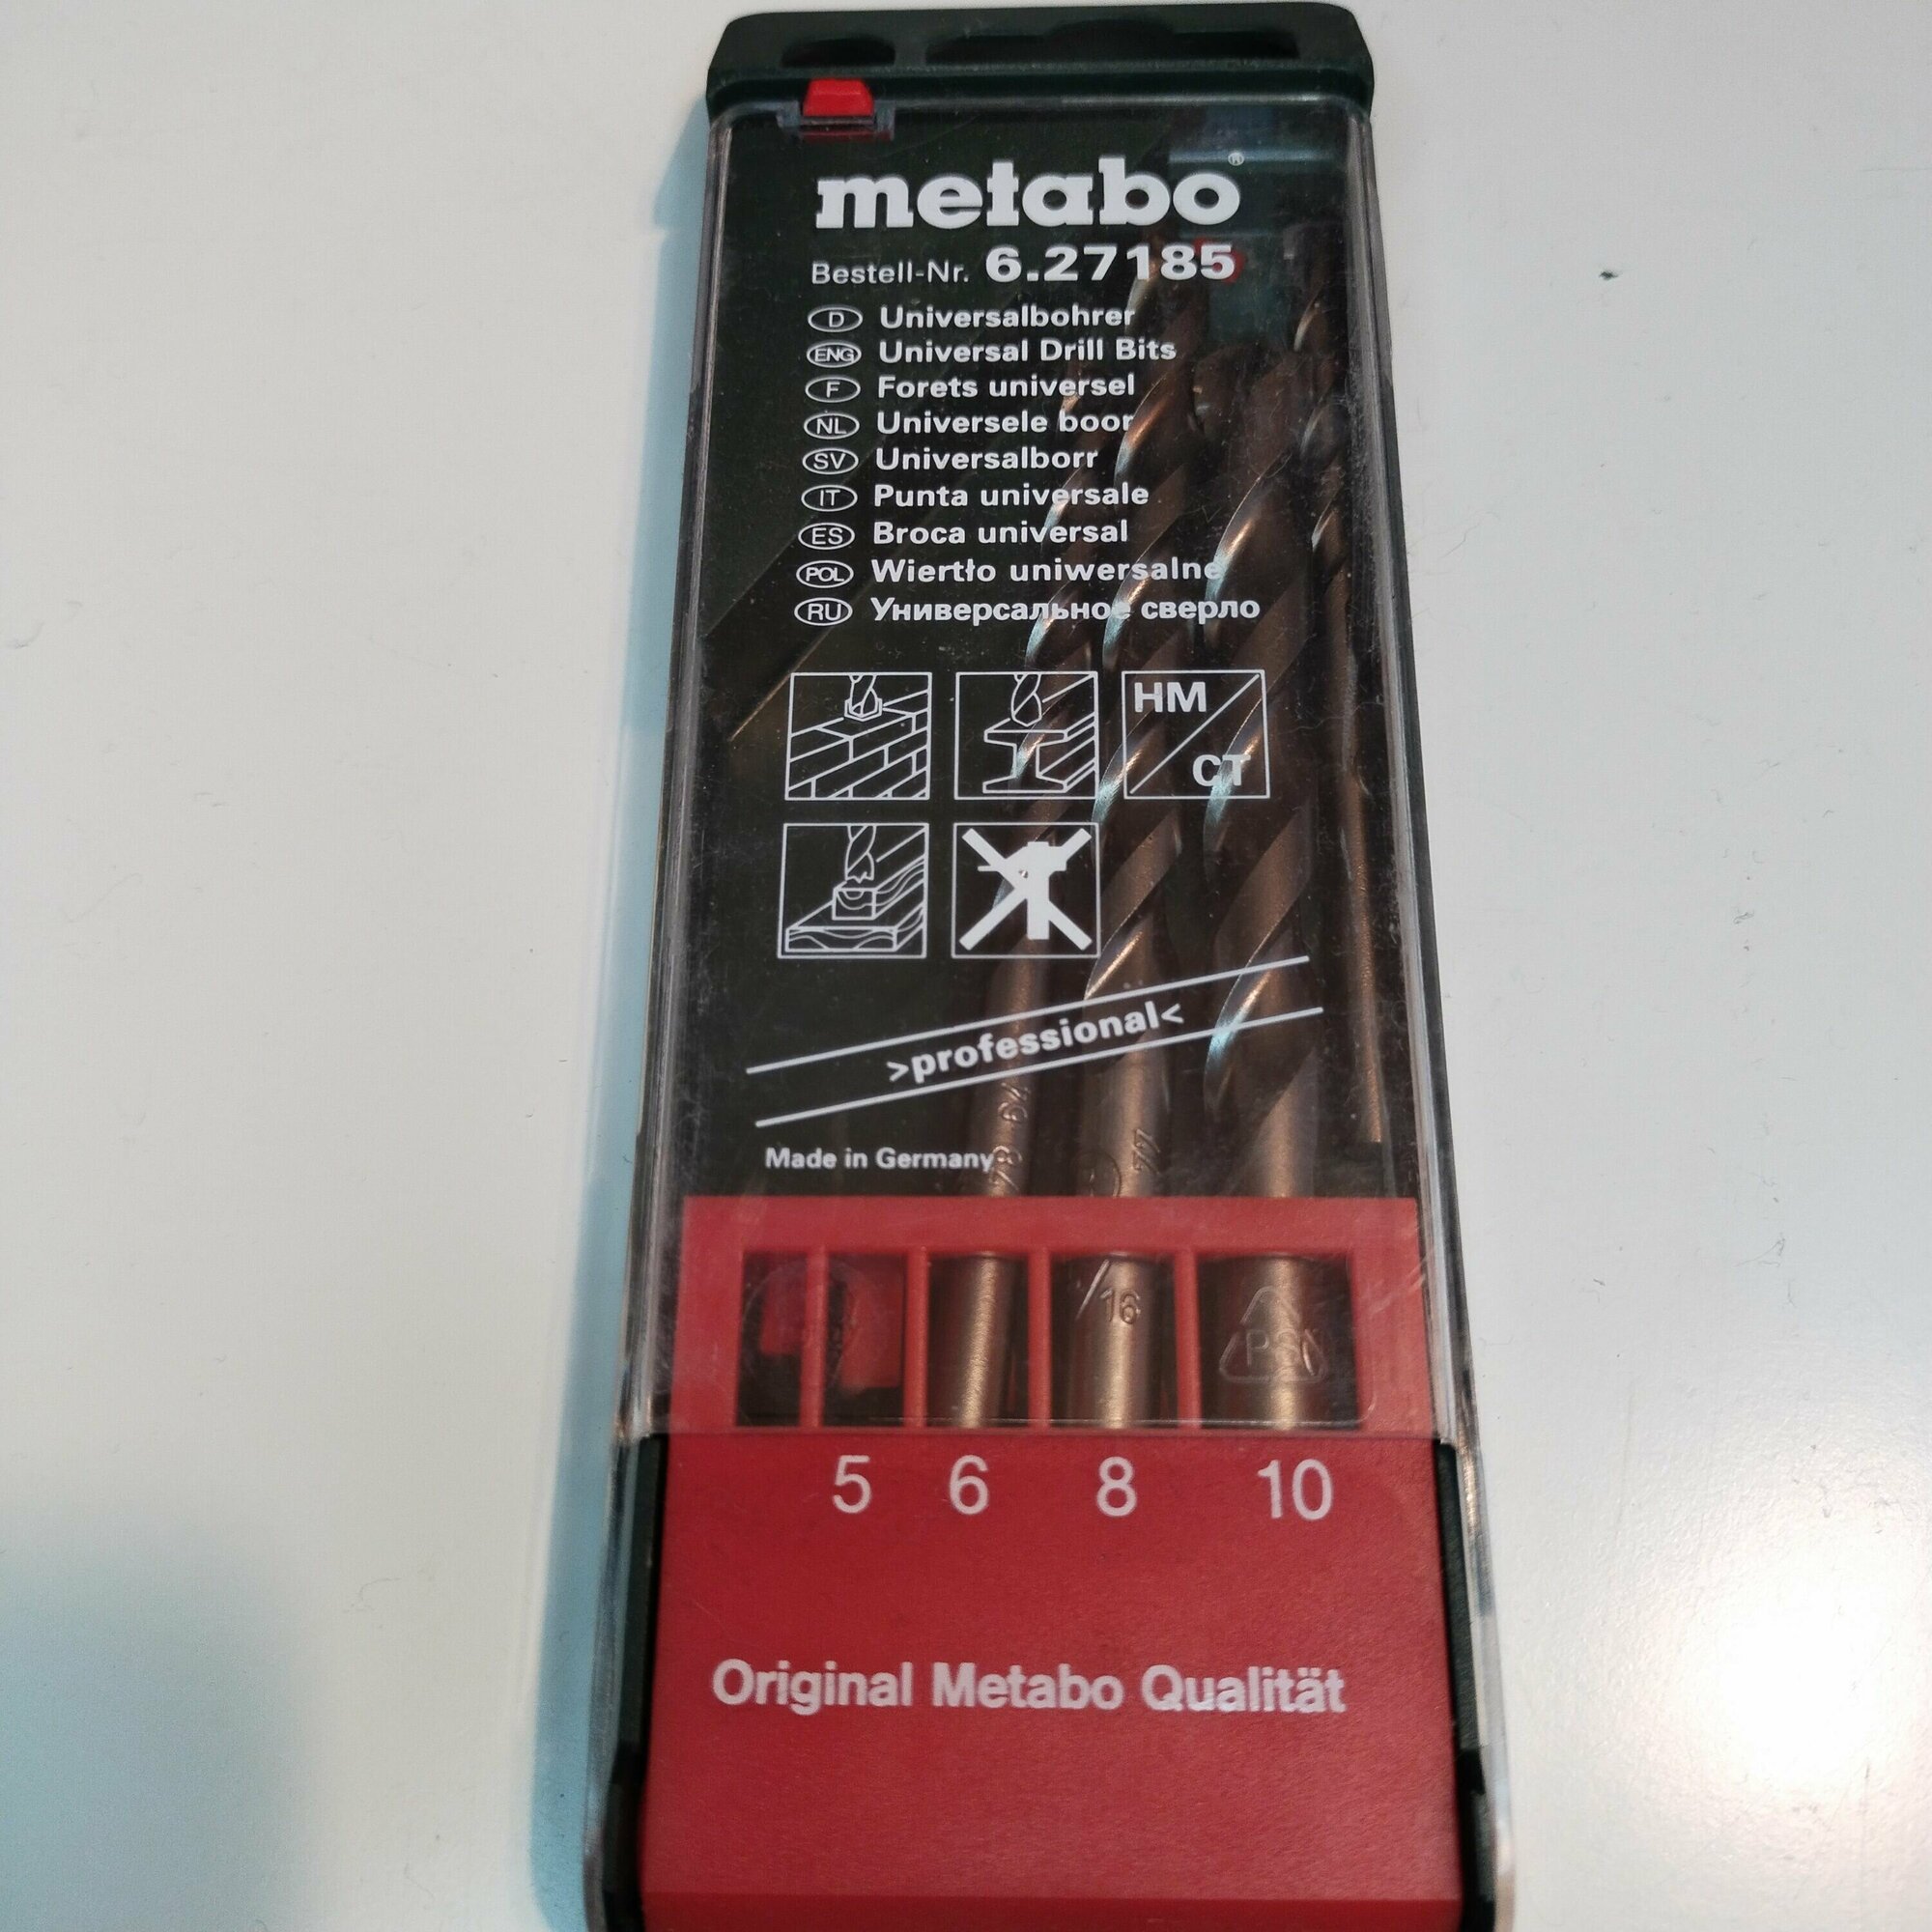 metabo®
Bestell-Nr. 6.27185
D Universalbohrer
ENG Universal Drill Bits
F Forets universel
NL Universele boor
SV Universalborr
IT Punta universale
ES Broca universal
POL Wiertło uniwersalne
RU Универсальное сверло
HM
CT
>professional<
Made in Germany
5 6 8 10
Original Metabo Qualität